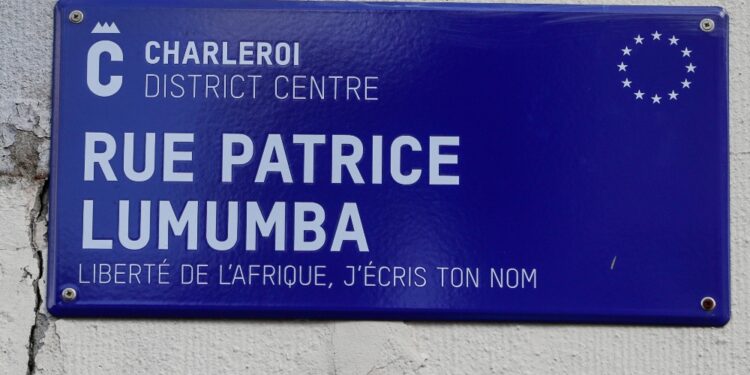 Ĉ CHARLEROI
DISTRICT CENTRE
RUE PATRICE
LUMUMBA
LIBERTÉ DE L'AFRIQUE, J'ÉCRIS TON NOM